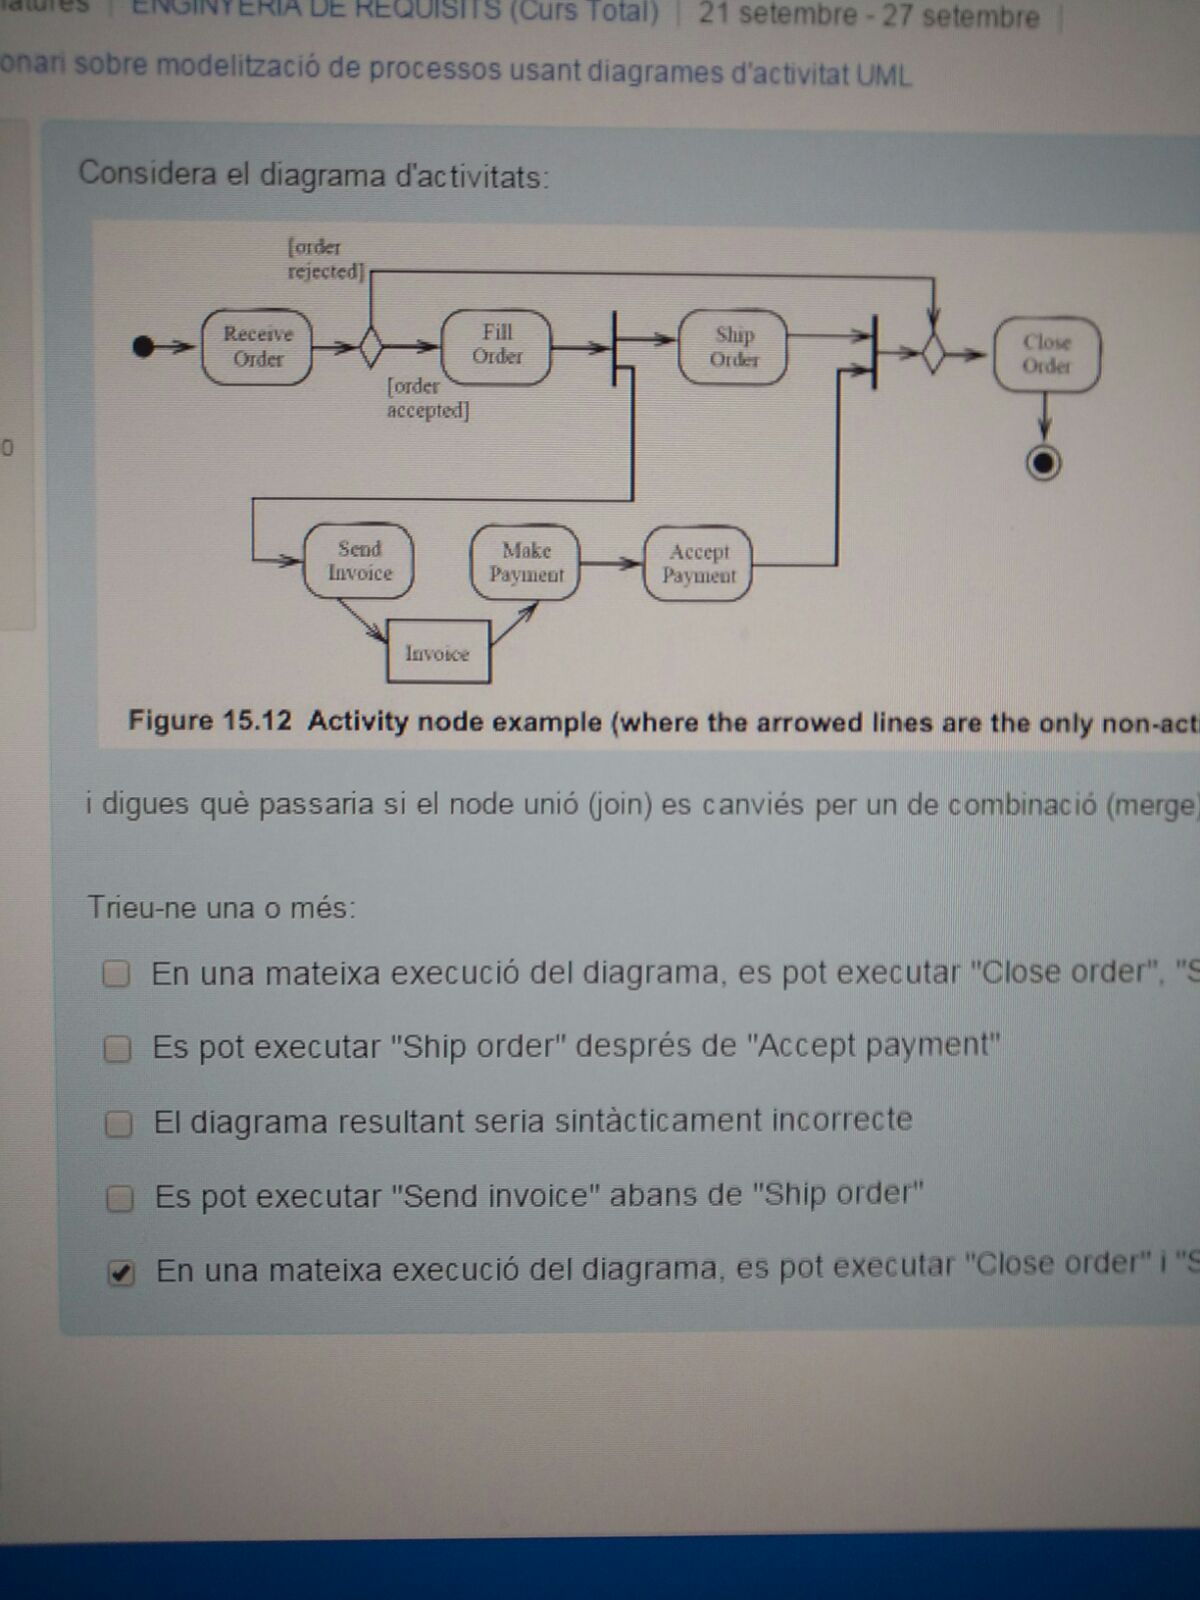 ENGINYERIA DE REQUISITS (Curs Total) | 21 setembre - 27 setembre |
sobre modelització de processos usant diagrames d'activitat UML
Considera el diagrama d'activitats:
[order
rejected]
Receive
Order
Fill
Order
Ship
Order
Close
Order
[order
accepted]
0
Send
Invoice
Make
Payment
Accept
Payment
Invoice
Figure 15.12 Activity node example (where the arrowed lines are the only non-act
i digues què passaria si el node unió (join) es canviés per un de combinació (merge)
Trieu-ne una o més:
En una mateixa execució del diagrama, es pot executar "Close order", "S
Es pot executar "Ship order" després de "Accept payment"
El diagrama resultant seria sintàcticament incorrecte
Es pot executar "Send invoice" abans de "Ship order"
En una mateixa execució del diagrama, es pot executar "Close order" i "S